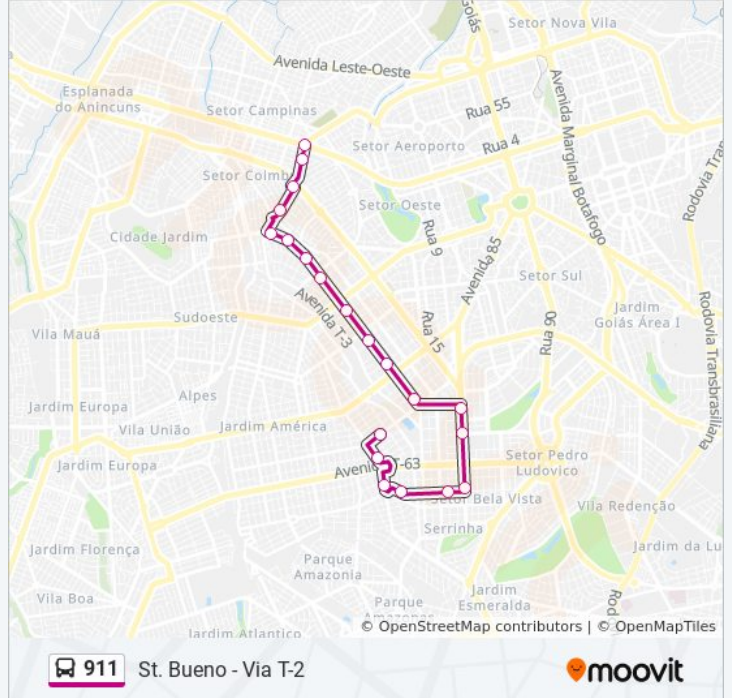 Goiás
Setor Nova Vila
Avenida Leste-Oeste
Esplanada
do Anincuns
Setor Campinas
Rua 55
Avenida Marginal Botafogo
Setor Aeroporto
Rua 4
Rodovia Tra
Setor Coimb
Setor Oeste
Rua 9
Cidade Jardim
Avenida 85
Setor Sul
Avenida T-3
Rua 15
Jardim
Goiás Área I
Sudoeste
Rua 90
Vila Mauá
Rodovia Transbrasiliana
Alpes
Jardim Europa
Vila União
Jardim América
Setor Pedro
Ludovico
Jardim Europa
Aveni T-63
Setor Bela Vista
Vila Redenção
Serrinha
Jardim Florença
Jardim da Lu
Parque
Amazonia
Vila Boa
Jardim
Esmeralda
Rod
Parque
Jardim Atlantico
© OpenStreetMap contributors | © OpenMapTiles
911 St. Bueno - Via T-2
moovit